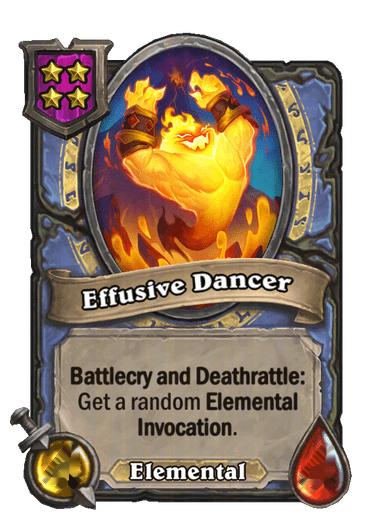 Effusive Dancer
Battlecry and Deathrattle:
Get a random Elemental
Invocation.
Elemental